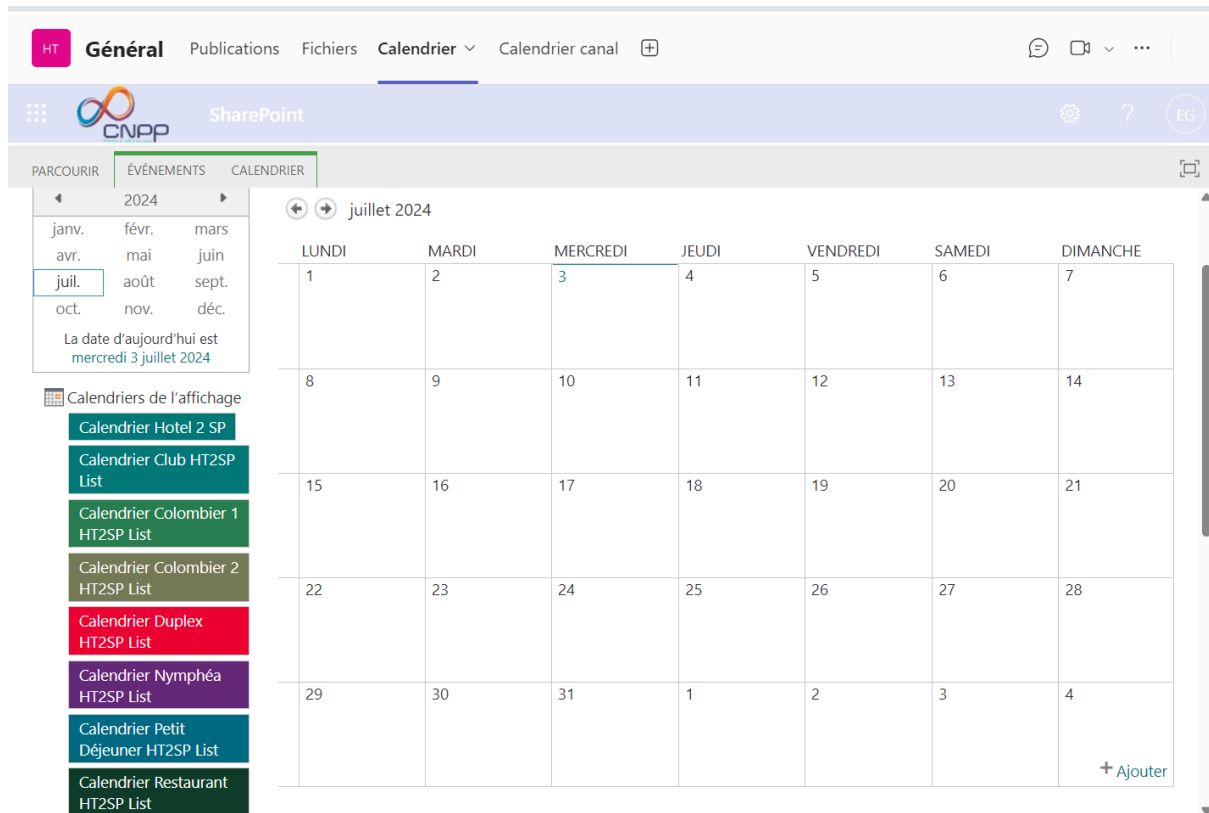 HT Général Publications Fichiers Calendrier Calendrier canal
CNPP SharePoint EG
PARCOURIR ÉVÉNEMENTS CALENDRIER
2024
janv. févr. mars
avr. mai juin
juil. août sept.
oct. nov. déc.
La date d'aujourd'hui est
mercredi 3 juillet 2024
Calendriers de l'affichage
Calendrier Hotel 2 SP
Calendrier Club HT2SP
List
Calendrier Colombier 1
HT2SP List
Calendrier Colombier 2
HT2SP List
Calendrier Duplex
HT2SP List
Calendrier Nymphéa
HT2SP List
Calendrier Petit
Déjeuner HT2SP List
Calendrier Restaurant
HT2SP List
juillet 2024
LUNDI MARDI MERCREDI JEUDI VENDREDI SAMEDI DIMANCHE
1 2 3 4 5 6 7
8 9 10 11 12 13 14
15 16 17 18 19 20 21
22 23 24 25 26 27 28
29 30 31 1 2 3 4
+ Ajouter